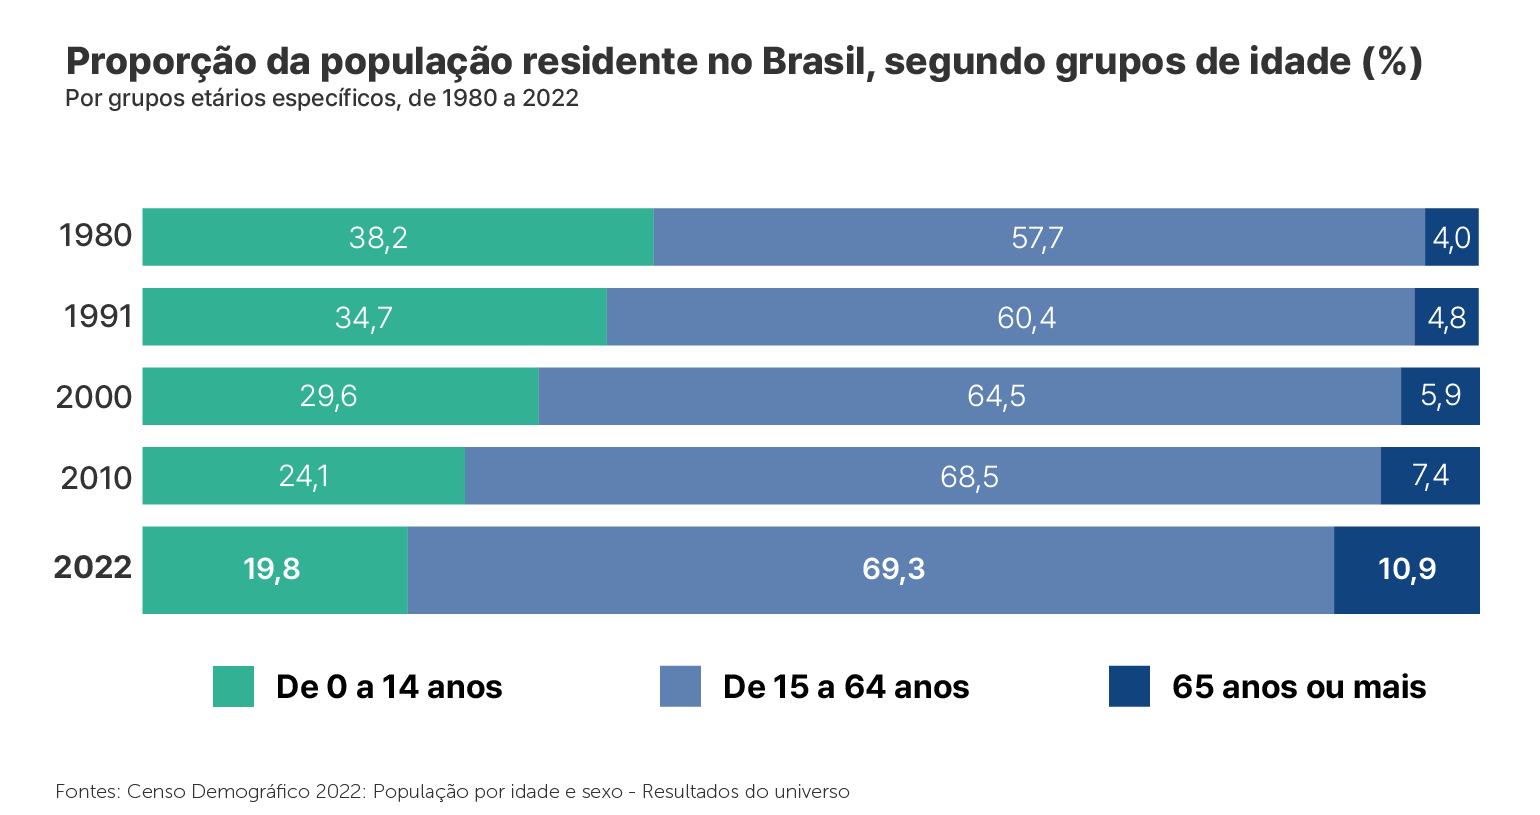 Proporção da população residente no Brasil, segundo grupos de idade (%)
Por grupos etários específicos, de 1980 a 2022
1980 38,2 57,7 4,0
1991 34,7 60,4 4,8
2000 29,6 64,5 5,9
2010 24,1 68,5 7,4
2022 19,8 69,3 10,9
De 0 a 14 anos De 15 a 64 anos 65 anos ou mais
Fontes: Censo Demográfico 2022: População por idade e sexo - Resultados do universo